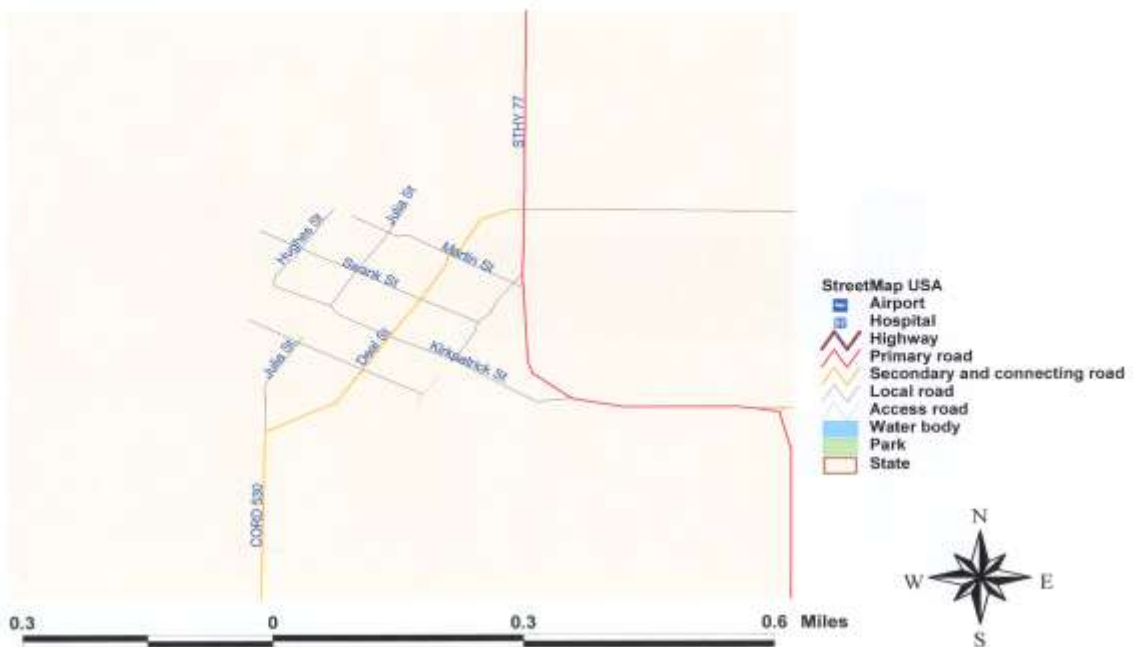 STHY 77
Julia St
Hughes St
Medlin St
Swank St
Deal St
Kirkpatrick St
Julia St
CORD 530
StreetMap USA
Airport
Hospital
Highway
Primary road
Secondary and connecting road
Local road
Access road
Water body
Park
State
N
W E
S
0.3 0 0.3 0.6 Miles